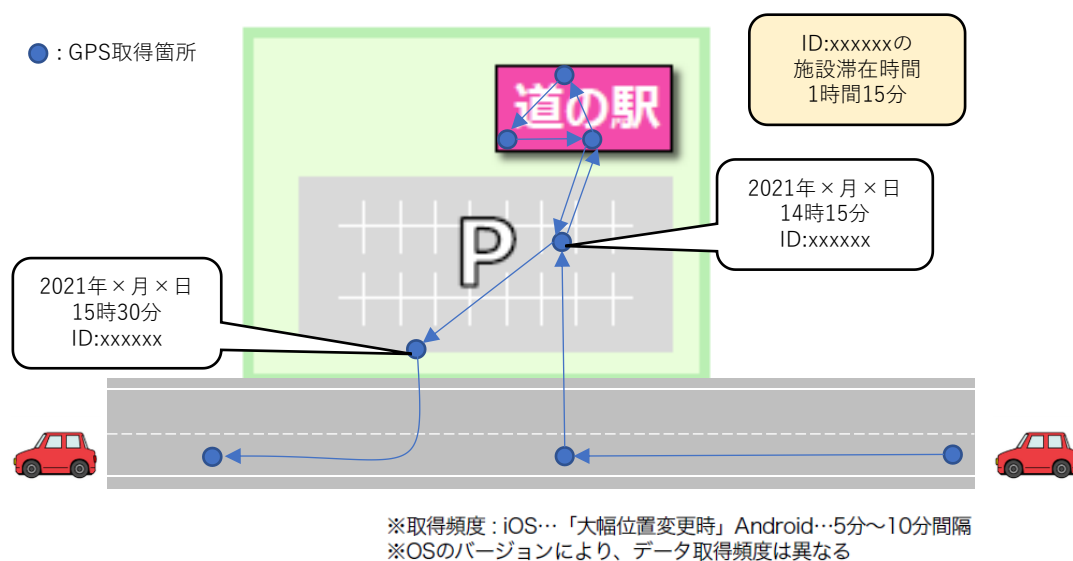 : GPS取得箇所
ID:xxxxxxの
施設滞在時間
1時間15分
道の駅
2021年×月×日
14時15分
ID:xxxxxx
P
2021年×月×日
15時30分
ID:xxxxxx
※取得頻度 : iOS…「大幅位置変更時」Android…5分～10分間隔
※OSのバージョンにより、データ取得頻度は異なる